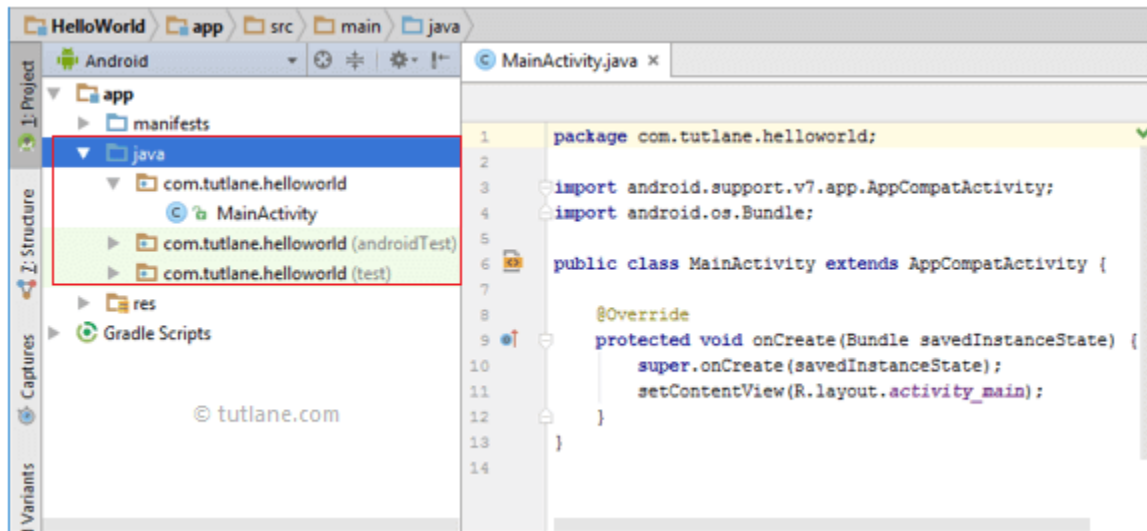 HelloWorld app src main java
Android
MainActivity.java ×
1: Project
Z: Structure
Captures
Variants
app
manifests
java
com.tutlane.helloworld
MainActivity
com.tutlane.helloworld (androidTest)
com.tutlane.helloworld (test)
res
Gradle Scripts
© tutlane.com
1 package com.tutlane.helloworld;
2
3 import android.support.v7.app.AppCompatActivity;
4 import android.os.Bundle;
5
6 public class MainActivity extends AppCompatActivity {
7
8 @Override
9 protected void onCreate(Bundle savedInstanceState) {
10 super.onCreate(savedInstanceState);
11 setContentView(R.layout.activity_main);
12 }
13 }
14